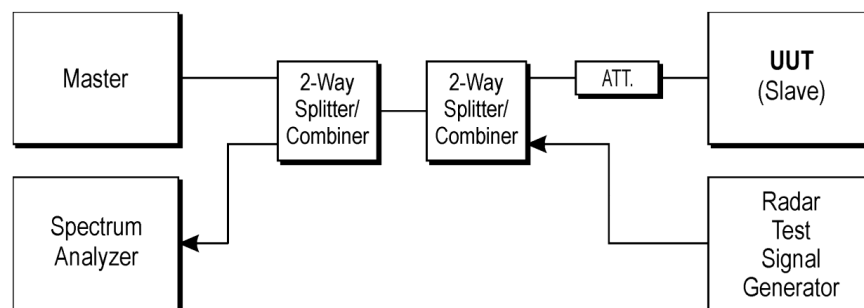 Master
2-Way
Splitter/
Combiner
2-Way
Splitter/
Combiner
ATT.
UUT
(Slave)
Spectrum
Analyzer
Radar
Test
Signal
Generator